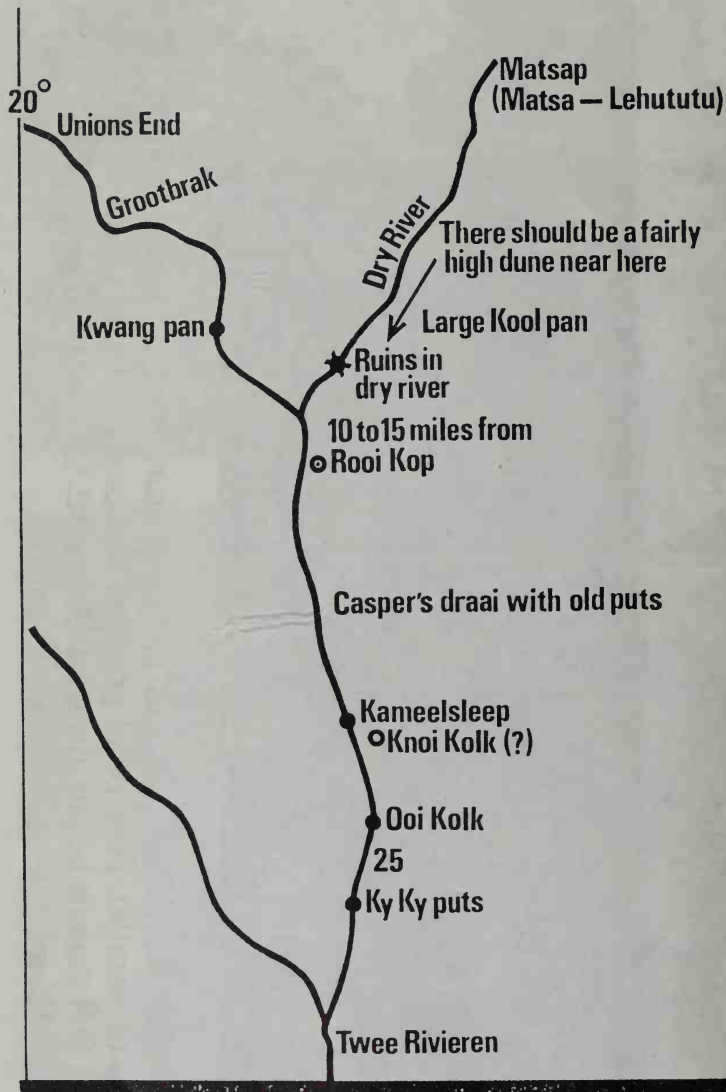 Matsap
(Matsa — Lehututu)
20°
Unions End
Grootbrak
Dry River
There should be a fairly
high dune near here
Kwang pan
Large Kool pan
Ruins in
dry river
10 to 15 miles from
Rooi Kop
Casper's draai with old puts
Kameelsleep
Knoi Kolk (?)
Ooi Kolk
25
Ky Ky puts
Twee Rivieren